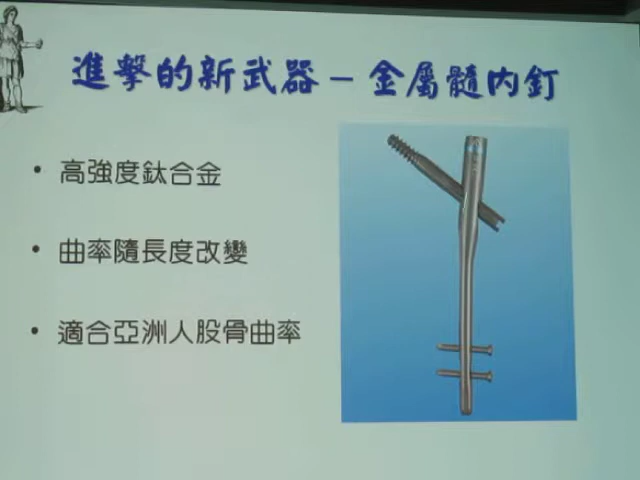 進擊的新武器－金屬髓內釘
• 高強度鈦合金
• 曲率隨長度改變
• 適合亞洲人股骨曲率